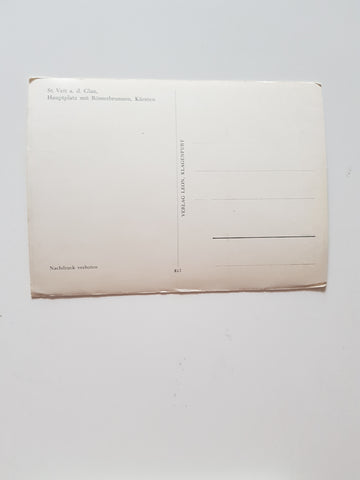 St. Veit a. d. Glan,
Hauptplatz mit Römerbrunnen, Kärnten
VERLAG LEON, KLAGENFURT
Nachdruck verboten